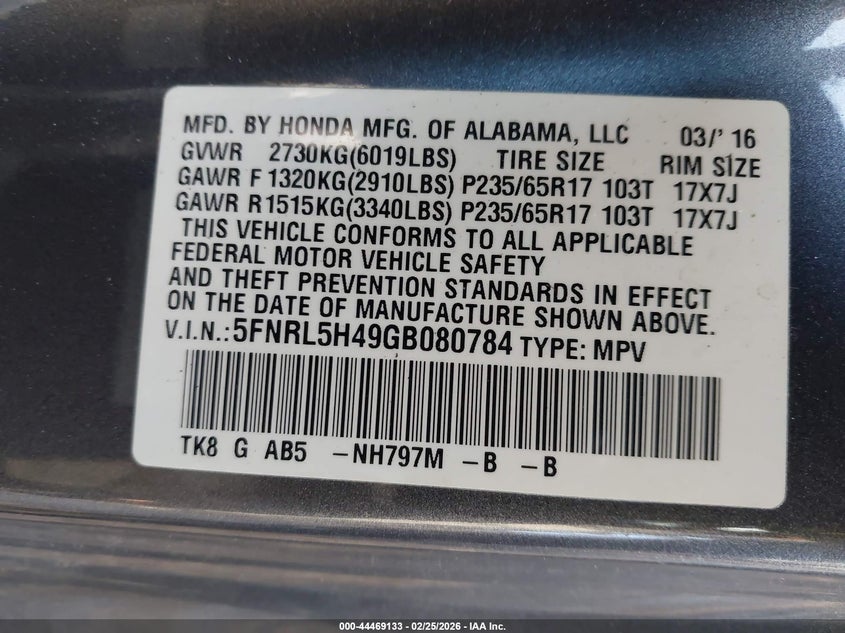 MFD. BY HONDA MFG. OF ALABAMA, LLC 03/' 16
GVWR 2730KG(6019LBS) TIRE SIZE RIM SIZE
GAWR F 1320KG(2910LBS) P235/65R17 103T 17X7J
GAWR R1515KG(3340LBS) P235/65R17 103T 17X7J
THIS VEHICLE CONFORMS TO ALL APPLICABLE
FEDERAL MOTOR VEHICLE SAFETY
AND THEFT PREVENTION STANDARDS IN EFFECT
ON THE DATE OF MANUFACTURE SHOWN ABOVE.
V.I.N.:5FNRL5H49GB080784 TYPE: MPV
TK8 G AB5 -NH797M -B -B
000-44469133 - 02/25/2026 - IAA Inc.